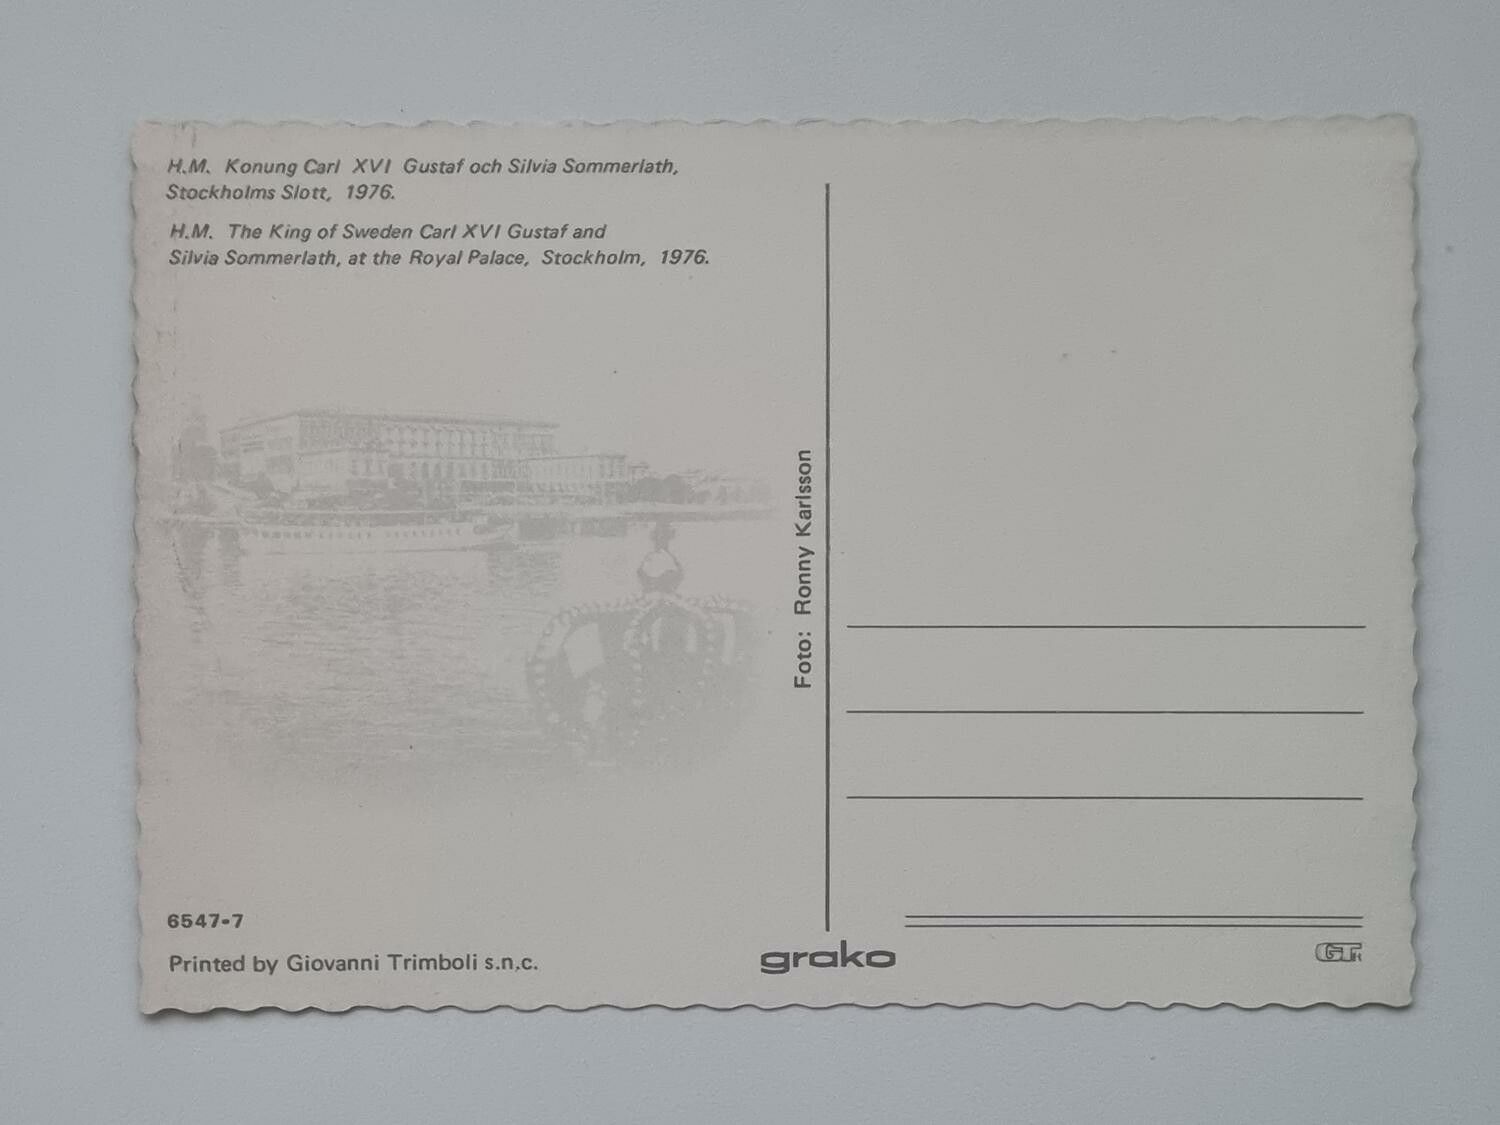 H.M. Konung Carl XVI Gustaf och Silvia Sommerlath,
Stockholms Slott, 1976.
H.M. The King of Sweden Carl XVI Gustaf and
Silvia Sommerlath, at the Royal Palace, Stockholm, 1976.
Foto: Ronny Karlsson
6547-7
Printed by Giovanni Trimboli s.n.c.
grako
GT